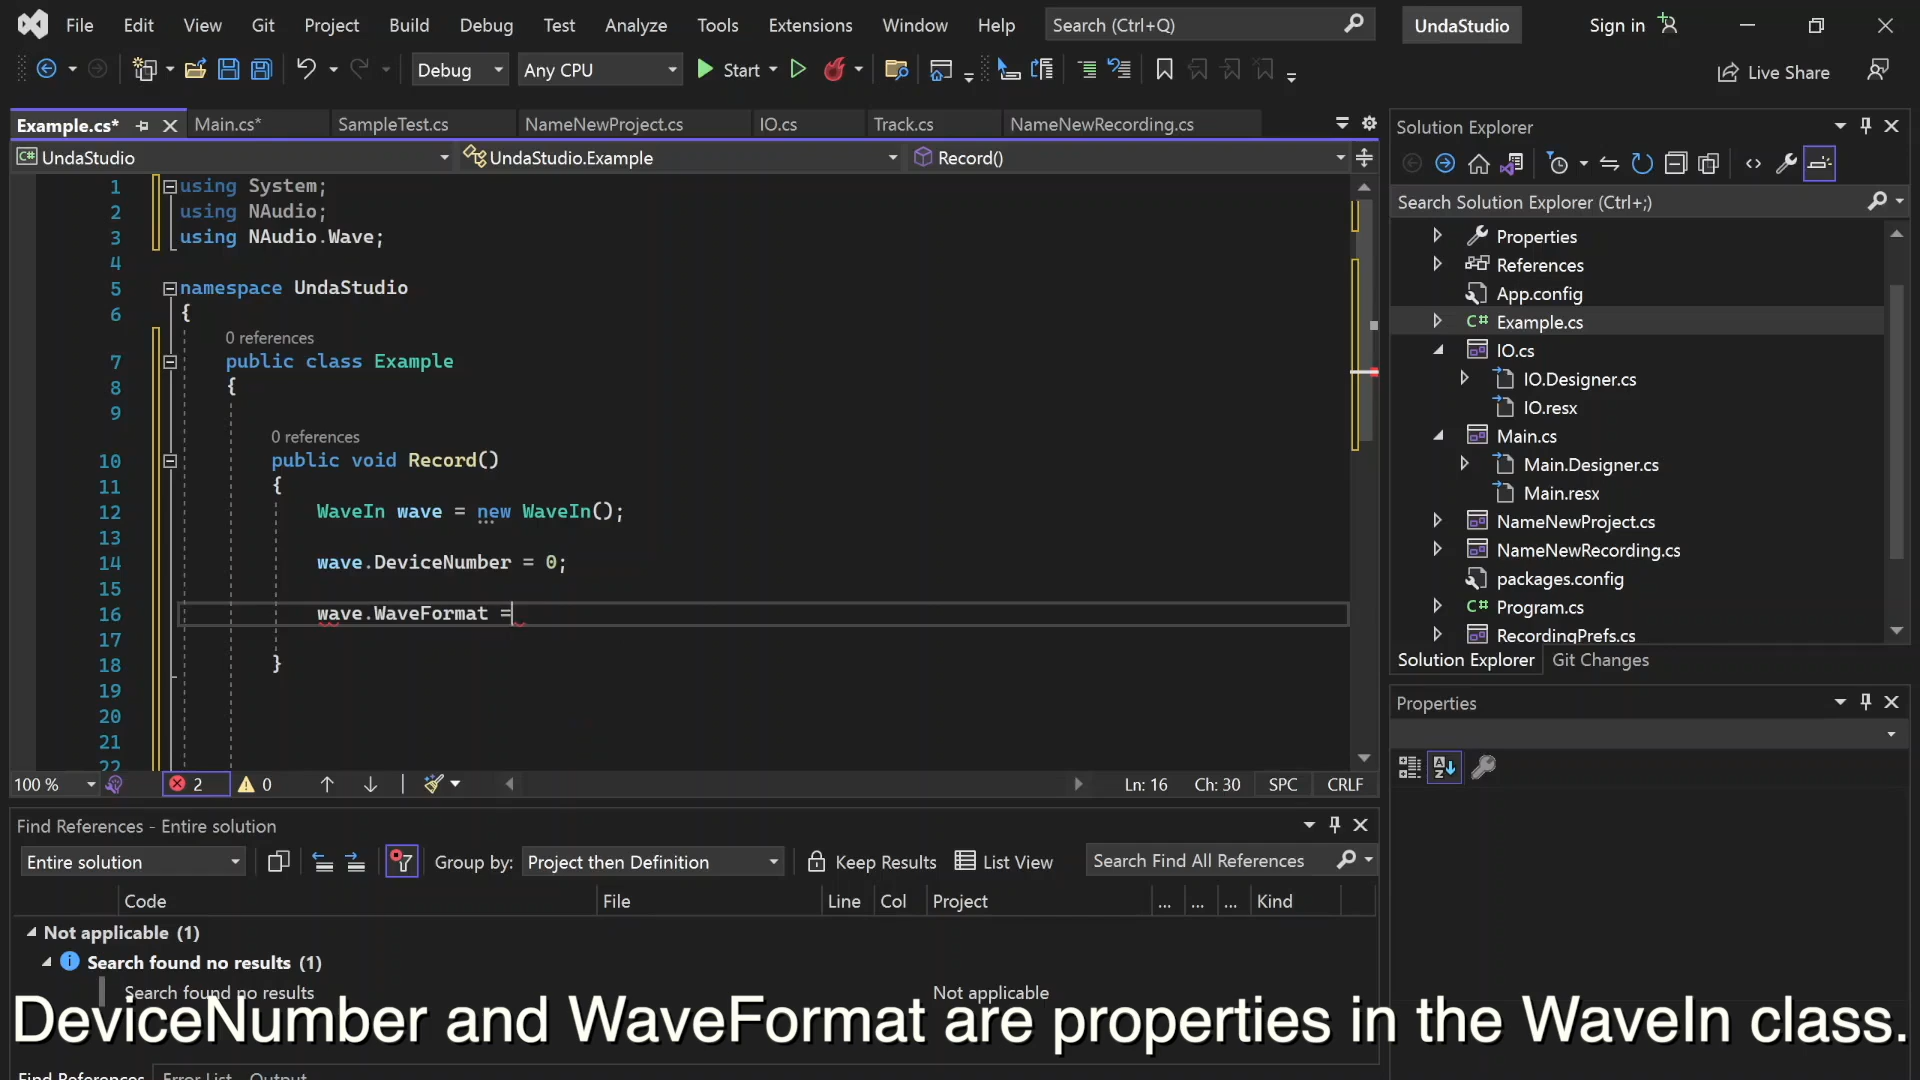 File Edit View Git Project Build Debug Test Analyze Tools Extensions Window Help Search (Ctrl+Q) UndaStudio Sign in
Debug Any CPU Start Live Share
Example.cs* Main.cs* SampleTest.cs NameNewProject.cs IO.cs Track.cs NameNewRecording.cs
C# UndaStudio UndaStudio.Example Record()
1 using System;
2 using NAudio;
3 using NAudio.Wave;
4
5 namespace UndaStudio
6 {
0 references
7 public class Example
8 {
9
0 references
10 public void Record()
11 {
12 WaveIn wave = new WaveIn();
13
14 wave.DeviceNumber = 0;
15
16 wave.WaveFormat =
17
18 }
19
20
21
22
100 % 2 0 Ln: 16 Ch: 30 SPC CRLF
Solution Explorer
Search Solution Explorer (Ctrl+;)
Properties
References
App.config
C# Example.cs
IO.cs
IO.Designer.cs
IO.resx
Main.cs
Main.Designer.cs
Main.resx
NameNewProject.cs
NameNewRecording.cs
packages.config
C# Program.cs
RecordingPrefs.cs
Solution Explorer Git Changes
Properties
Find References - Entire solution
Entire solution Group by: Project then Definition Keep Results List View Search Find All References
Code File Line Col Project ... ... ... Kind
Not applicable (1)
Search found no results (1)
Search found no results Not applicable
DeviceNumber and WaveFormat are properties in the WaveIn class.
Find References Error List Output